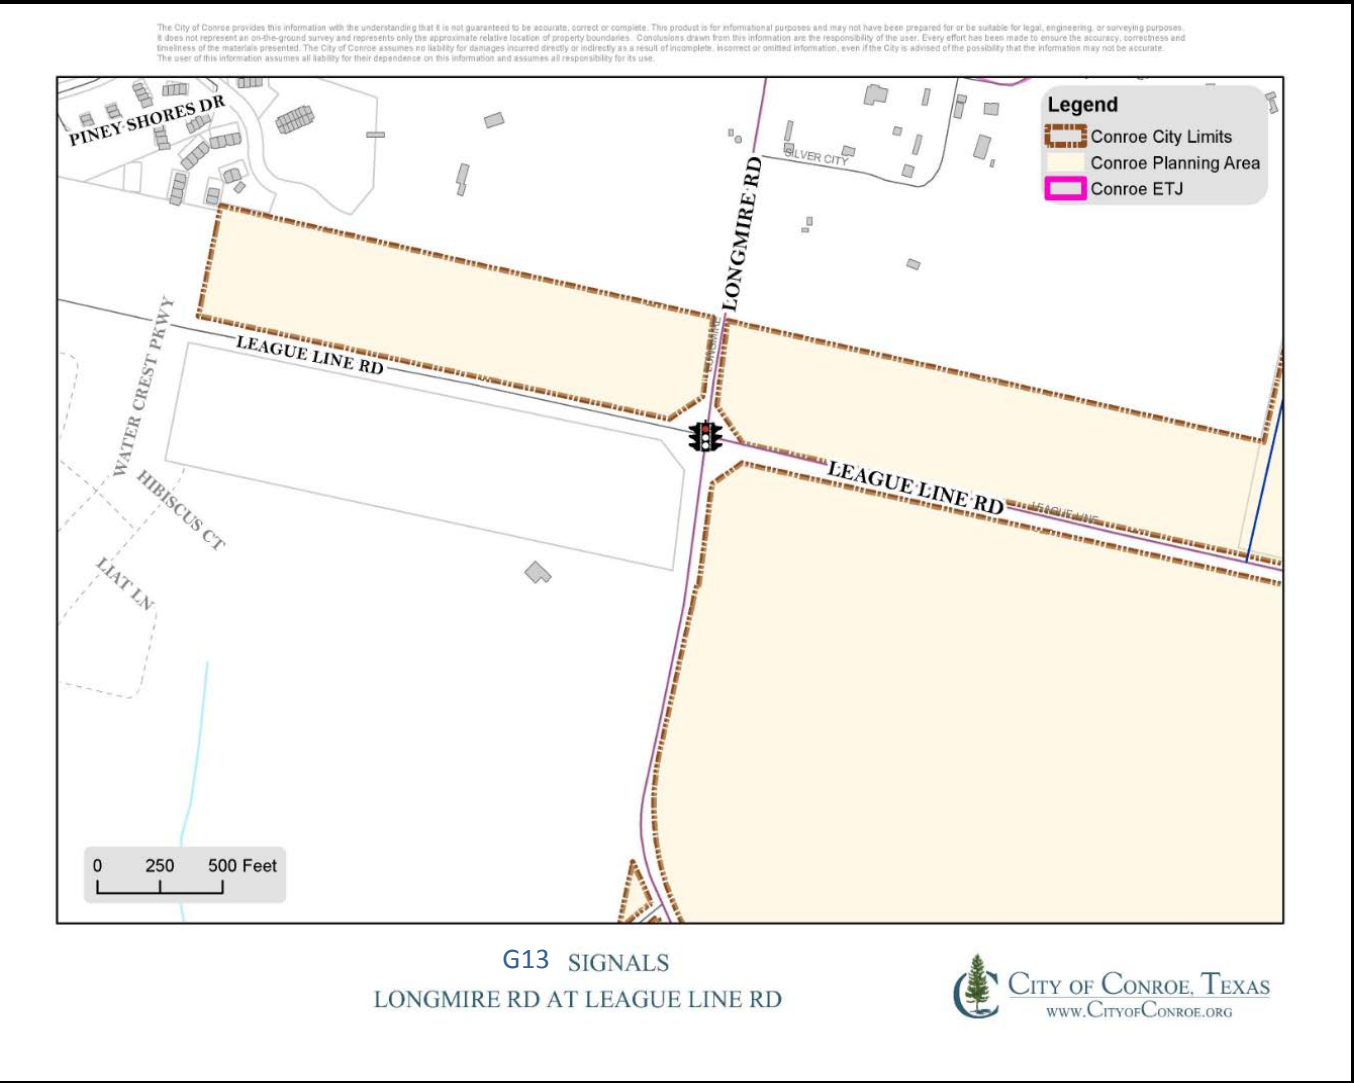 The City of Conroe provides this information with the understanding that it is not guaranteed to be accurate, correct or complete. This product is for informational purposes and may not have been prepared for or be suitable for legal, engineering, or surveying purposes.
It does not represent an on-the-ground survey and represents only the approximate relative location of property boundaries. Conclusions drawn from this information are the responsibility of the user. Every effort has been made to ensure the accuracy, correctness and
timeliness of the materials presented. The City of Conroe assumes no liability for damages incurred directly or indirectly as a result of incomplete, incorrect or omitted information, even if the City is advised of the possibility that the information may not be accurate.
The user of this information assumes all liability for their dependence on this information and assumes all responsibility for its use.
PINEY SHORES DR
Legend
Conroe City Limits
Conroe Planning Area
Conroe ETJ
SILVER CITY
LONGMIRE RD
LONGMIRE
WATER CREST PKWY
LEAGUE LINE RD
LEAGUE LINE RD
LEAGUE LINE
HIBISCUS CT
LIAT LN
0 250 500 Feet
G13 SIGNALS
LONGMIRE RD AT LEAGUE LINE RD
CITY OF CONROE, TEXAS
WWW.CITYOFCONROE.ORG